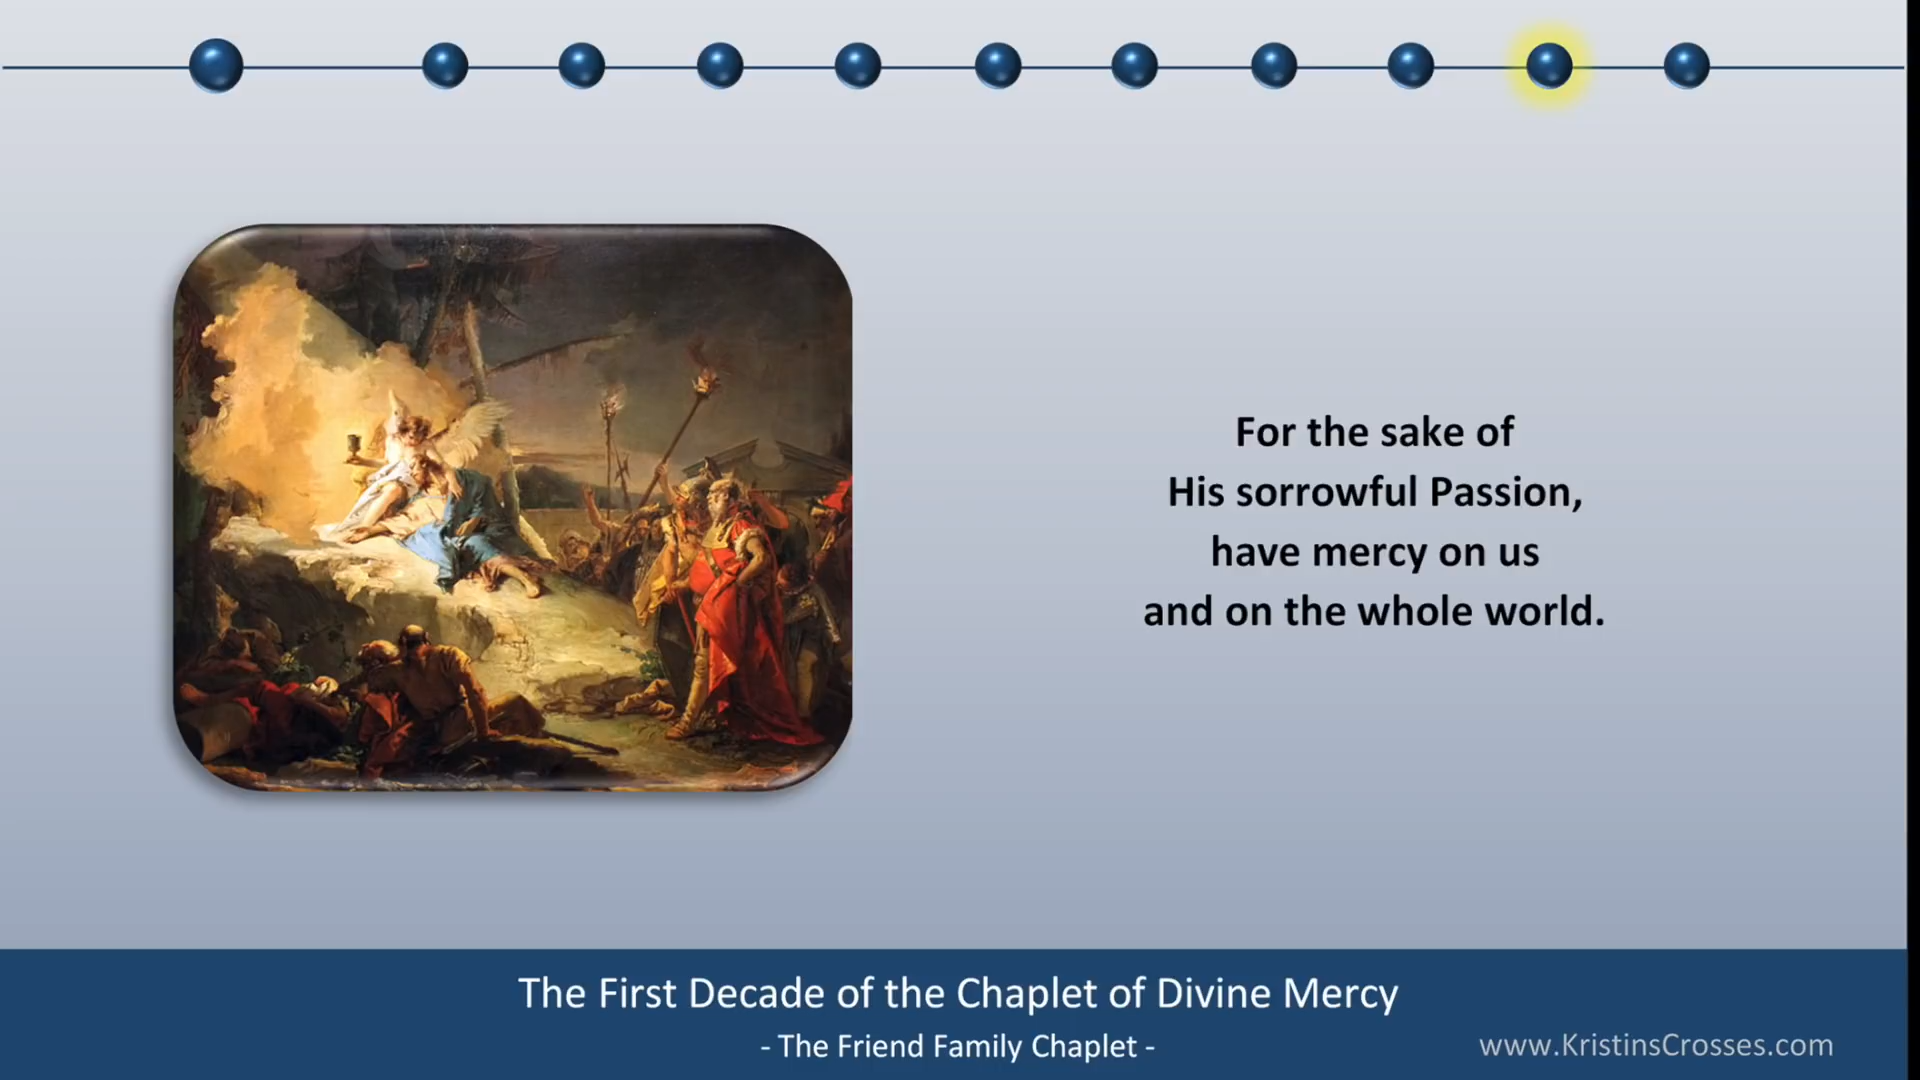 For the sake of
His sorrowful Passion,
have mercy on us
and on the whole world.
The First Decade of the Chaplet of Divine Mercy
- The Friend Family Chaplet -
www.KristinsCrosses.com